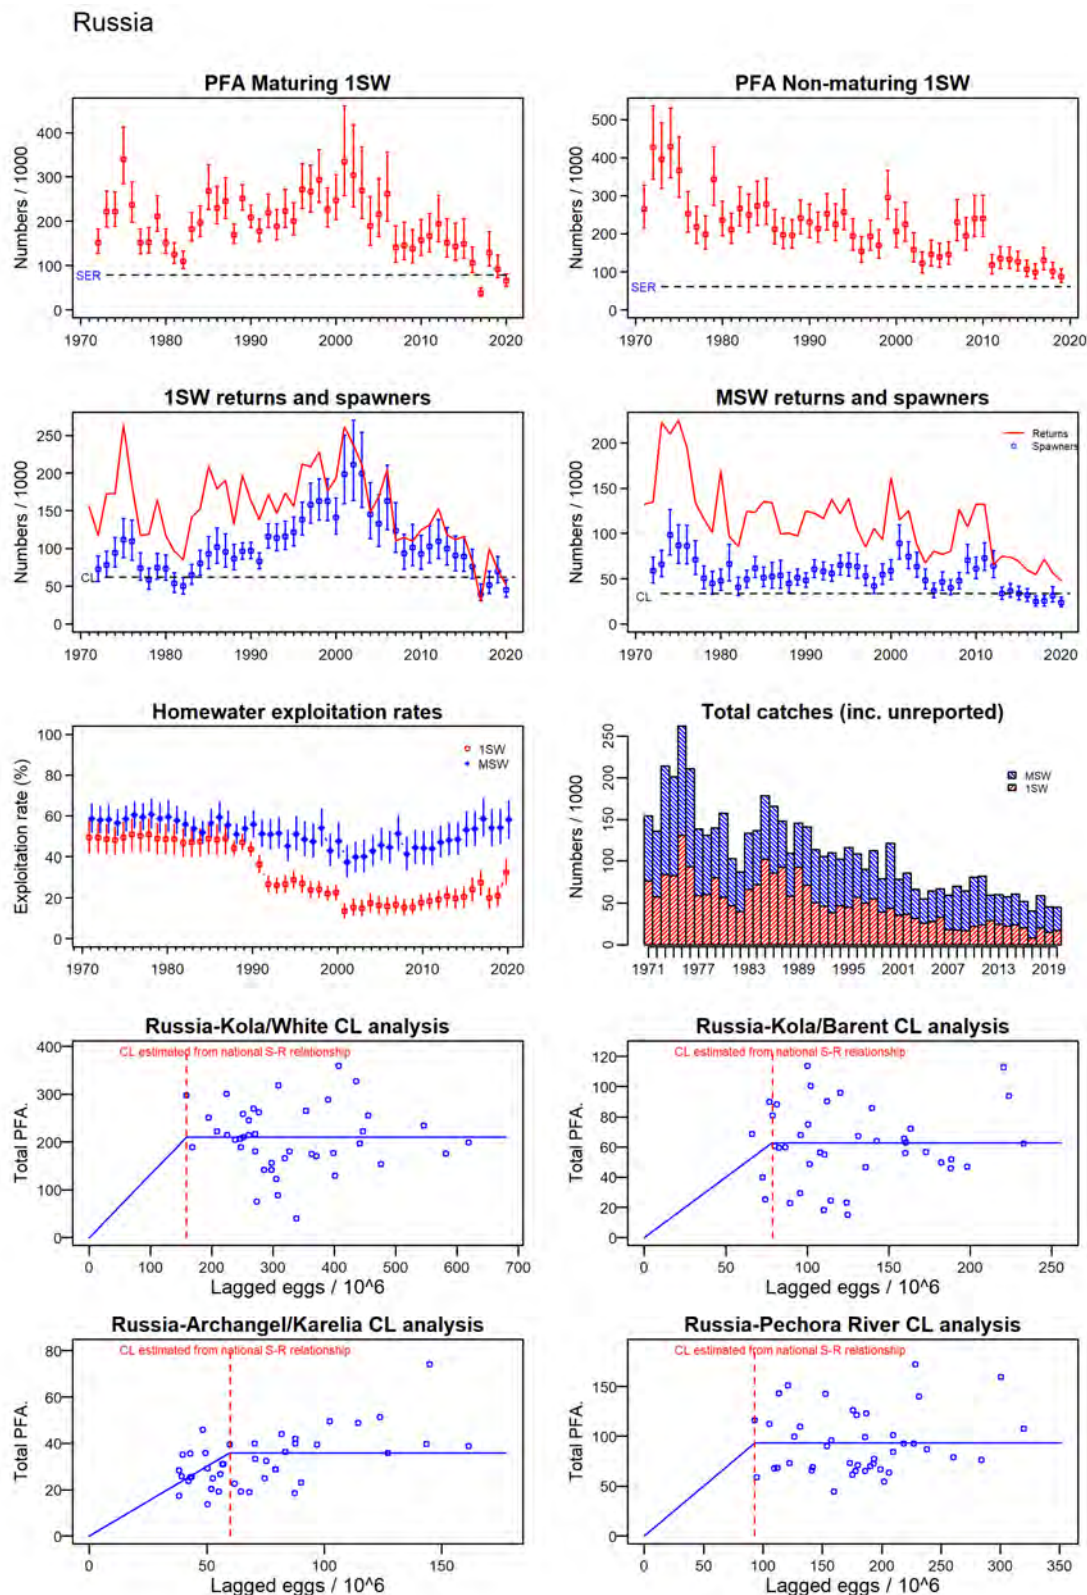 Russia
PFA Maturing 1SW
Numbers / 1000
400
300
200
100
0
SER
1970 1980 1990 2000 2010 2020
PFA Non-maturing 1SW
Numbers / 1000
500
400
300
200
100
0
SER
1970 1980 1990 2000 2010 2020
1SW returns and spawners
Numbers / 1000
250
200
150
100
50
0
CL
1970 1980 1990 2000 2010 2020
MSW returns and spawners
Numbers / 1000
200
150
100
50
0
Returns
Spawners
CL
1970 1980 1990 2000 2010 2020
Homewater exploitation rates
Exploitation rate (%)
100
80
60
40
20
0
1SW
MSW
1970 1980 1990 2000 2010 2020
Total catches (inc. unreported)
Numbers / 1000
250
200
150
100
50
0
MSW
1SW
1971 1977 1983 1989 1995 2001 2007 2013 2019
Russia-Kola/White CL analysis
CL estimated from national S-R relationship
Total PFA.
400
300
200
100
0
0 100 200 300 400 500 600 700
Lagged eggs / 10^6
Russia-Kola/Barent CL analysis
CL estimated from national S-R relationship
Total PFA.
120
100
80
60
40
20
0
0 50 100 150 200 250
Lagged eggs / 10^6
Russia-Archangel/Karelia CL analysis
CL estimated from national S-R relationship
Total PFA.
80
60
40
20
0
0 50 100 150
Lagged eggs / 10^6
Russia-Pechora River CL analysis
CL estimated from national S-R relationship
Total PFA.
150
100
50
0
0 50 100 150 200 250 300 350
Lagged eggs / 10^6